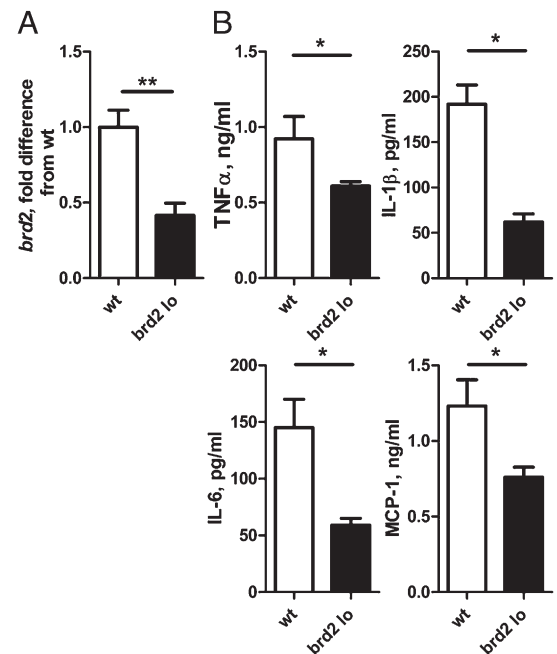 A
brd2, fold difference
from wt
1.5
1.0
0.5
0.0
**
wt
brd2 lo
B
TNFα, ng/ml
1.5
1.0
0.5
0.0
*
wt
brd2 lo
IL-1β, pg/ml
250
200
150
100
50
0
*
wt
brd2 lo
IL-6, pg/ml
200
150
100
50
0
*
wt
brd2 lo
MCP-1, ng/ml
1.5
1.0
0.5
0.0
*
wt
brd2 lo